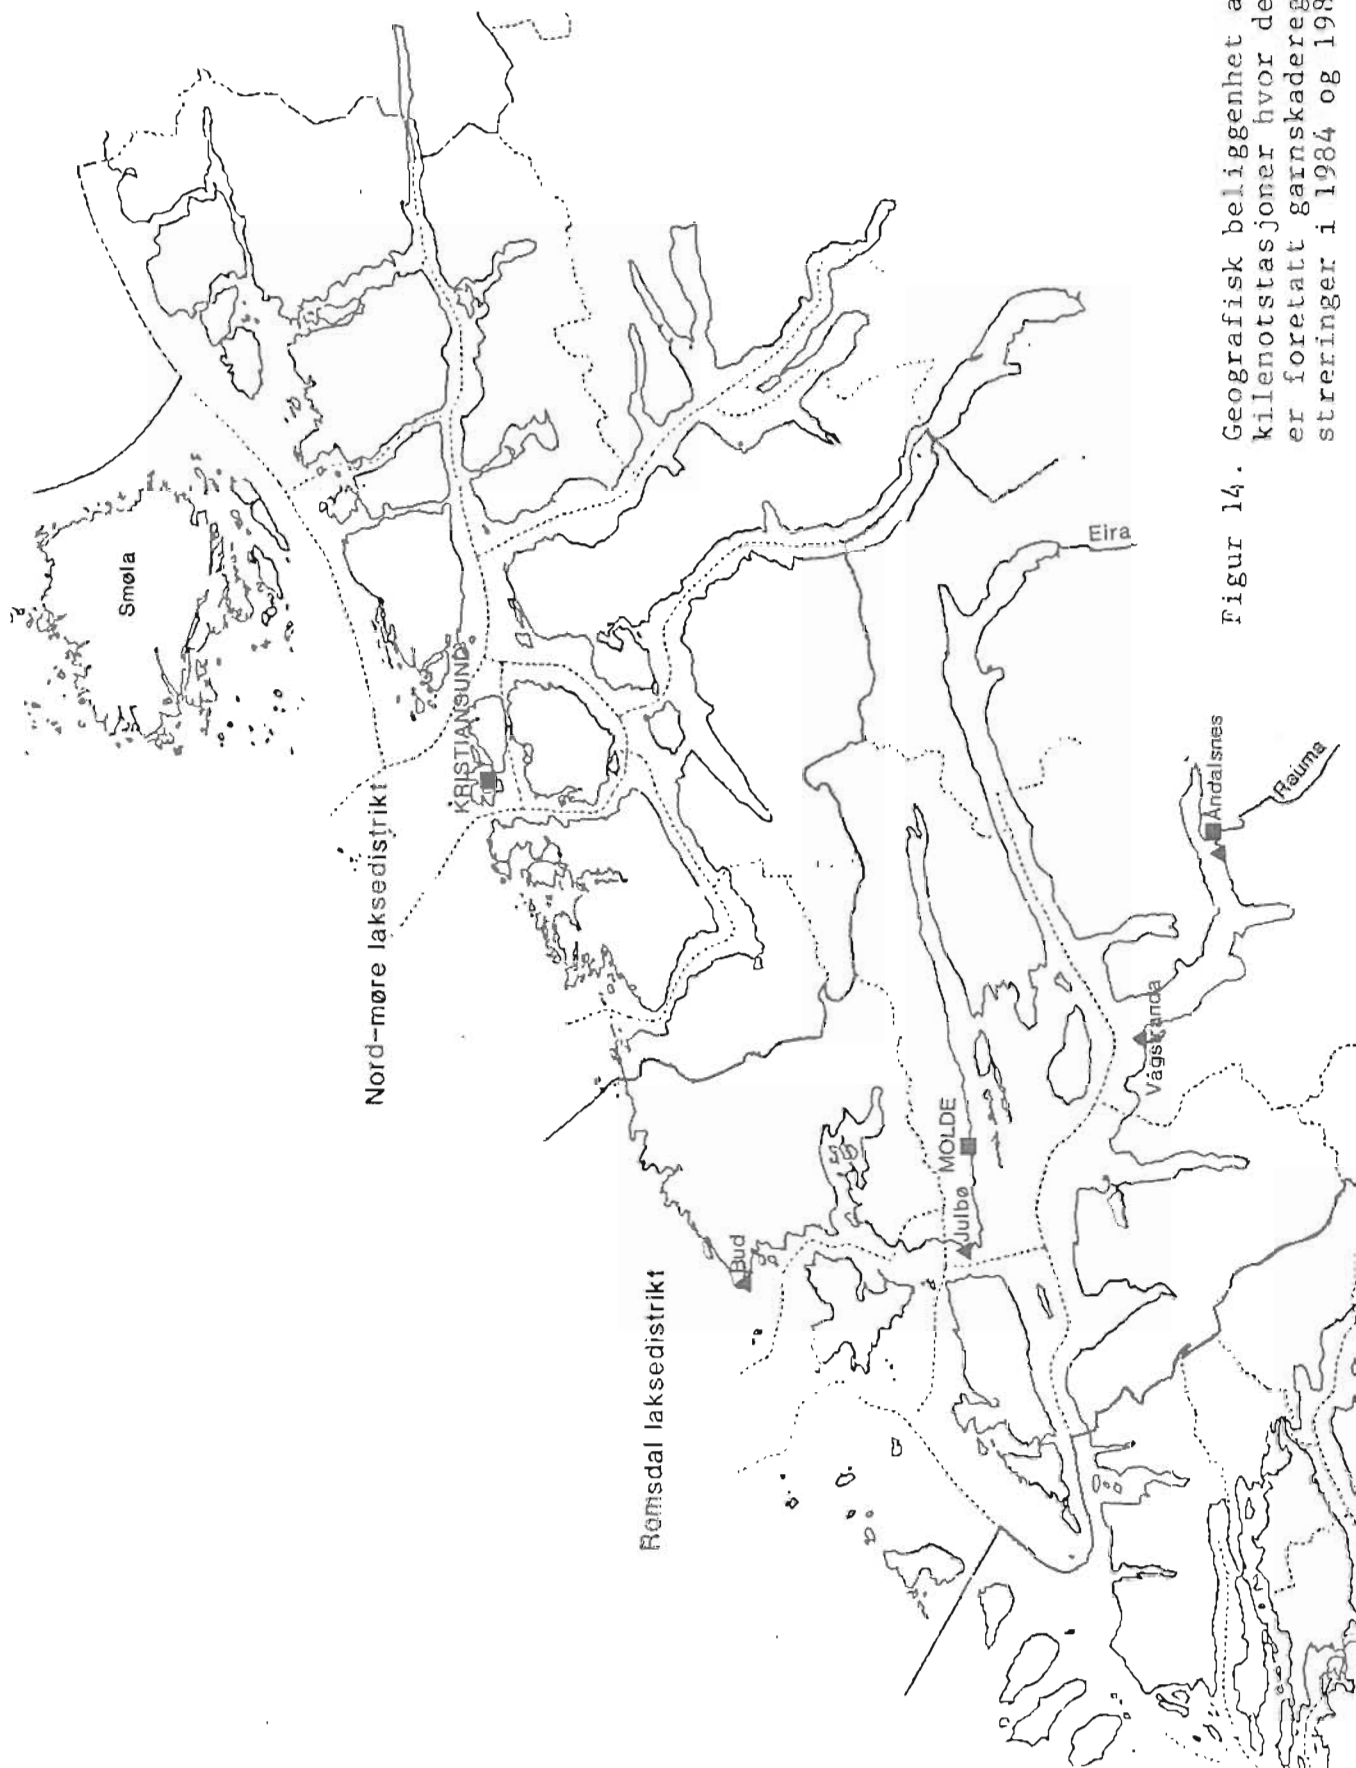 Smøla
Nord-møre laksedistrikt
KRISTIANSUND
Eira
Romsdal laksedistrikt
Bud
Julbø
MOLDE
Vågstranda
Åndalsnes
Rauma
Figur 14. Geografisk beliggenhet a
kilenotstasjoner hvor de
er foretatt garnskadereg
streringer i 1984 og 198